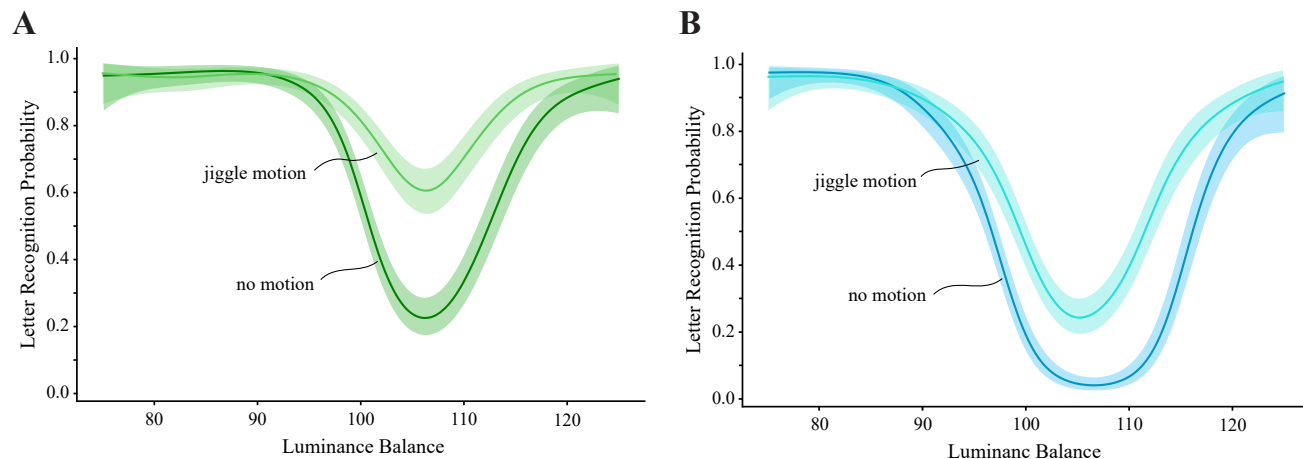 A
1.0
0.8
0.6
0.4
0.2
0.0
Letter Recognition Probability
jiggle motion
no motion
80 90 100 110 120
Luminance Balance
B
1.0
0.8
0.6
0.4
0.2
0.0
Letter Recognition Probability
jiggle motion
no motion
80 90 100 110 120
Luminanc Balance